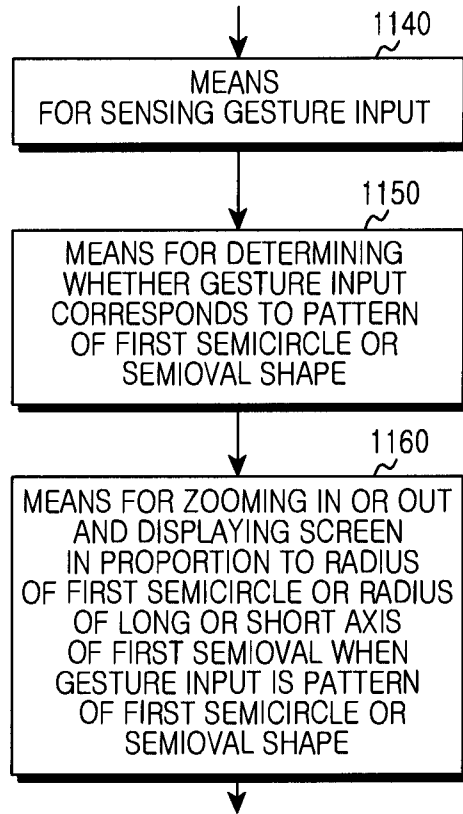 1140
MEANS
FOR SENSING GESTURE INPUT
1150
MEANS FOR DETERMINING
WHETHER GESTURE INPUT
CORRESPONDS TO PATTERN
OF FIRST SEMICIRCLE OR
SEMIOVAL SHAPE
1160
MEANS FOR ZOOMING IN OR OUT
AND DISPLAYING SCREEN
IN PROPORTION TO RADIUS
OF FIRST SEMICIRCLE OR RADIUS
OF LONG OR SHORT AXIS
OF FIRST SEMIOVAL WHEN
GESTURE INPUT IS PATTERN
OF FIRST SEMICIRCLE OR
SEMIOVAL SHAPE